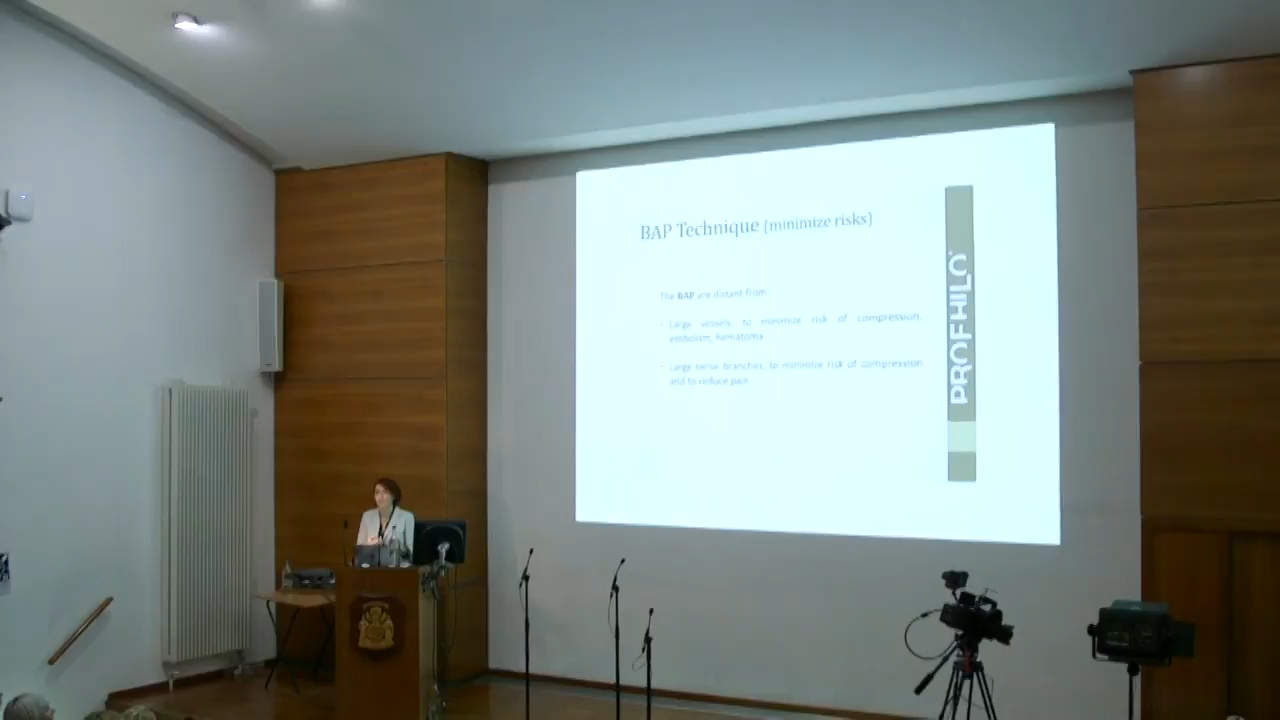 BAP Technique (minimize risks)
The BAP are distant from:
- Large vessels, to minimize risk of compression,
embolism, hematoma
- Large nerve branches, to minimize risk of compression
and to reduce pain
PROFHILO®